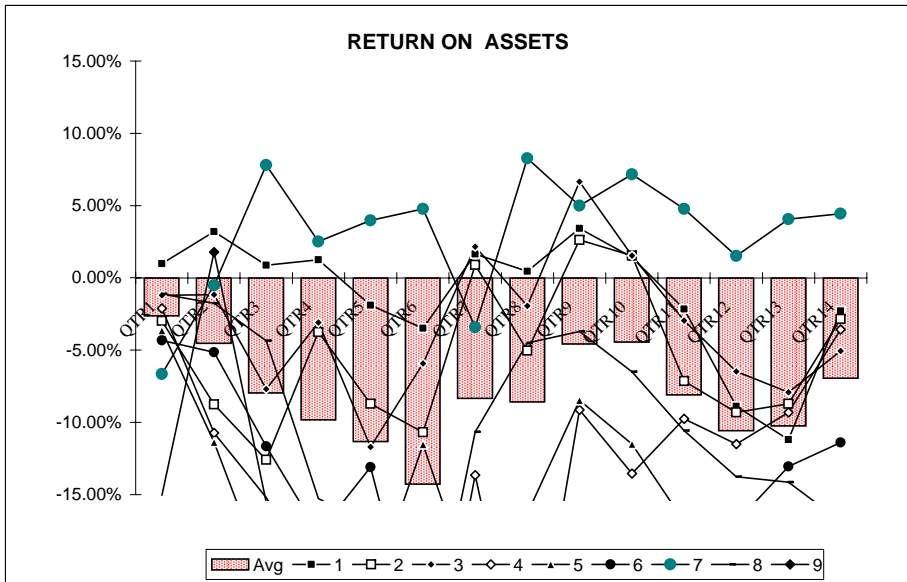 RETURN ON ASSETS
15.00%
10.00%
5.00%
0.00%
-5.00%
-10.00%
-15.00%
QTR1
QTR2
QTR3
QTR4
QTR5
QTR6
QTR7
QTR8
QTR9
QTR10
QTR11
QTR12
QTR13
QTR14
Avg 1 2 3 4 5 6 7 8 9